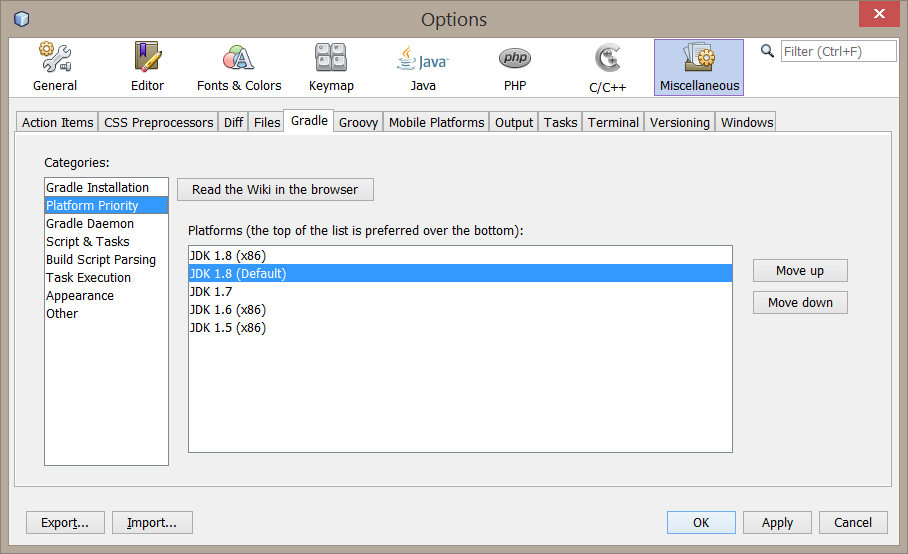 Options
General
Editor
Fonts & Colors
Keymap
Java
Java
php
PHP
C/C++
Miscellaneous
Filter (Ctrl+F)
Action Items
CSS Preprocessors
Diff
Files
Gradle
Groovy
Mobile Platforms
Output
Tasks
Terminal
Versioning
Windows
Categories:
Gradle Installation
Platform Priority
Gradle Daemon
Script & Tasks
Build Script Parsing
Task Execution
Appearance
Other
Read the Wiki in the browser
Platforms (the top of the list is preferred over the bottom):
JDK 1.8 (x86)
JDK 1.8 (Default)
JDK 1.7
JDK 1.6 (x86)
JDK 1.5 (x86)
Move up
Move down
Export...
Import...
OK
Apply
Cancel